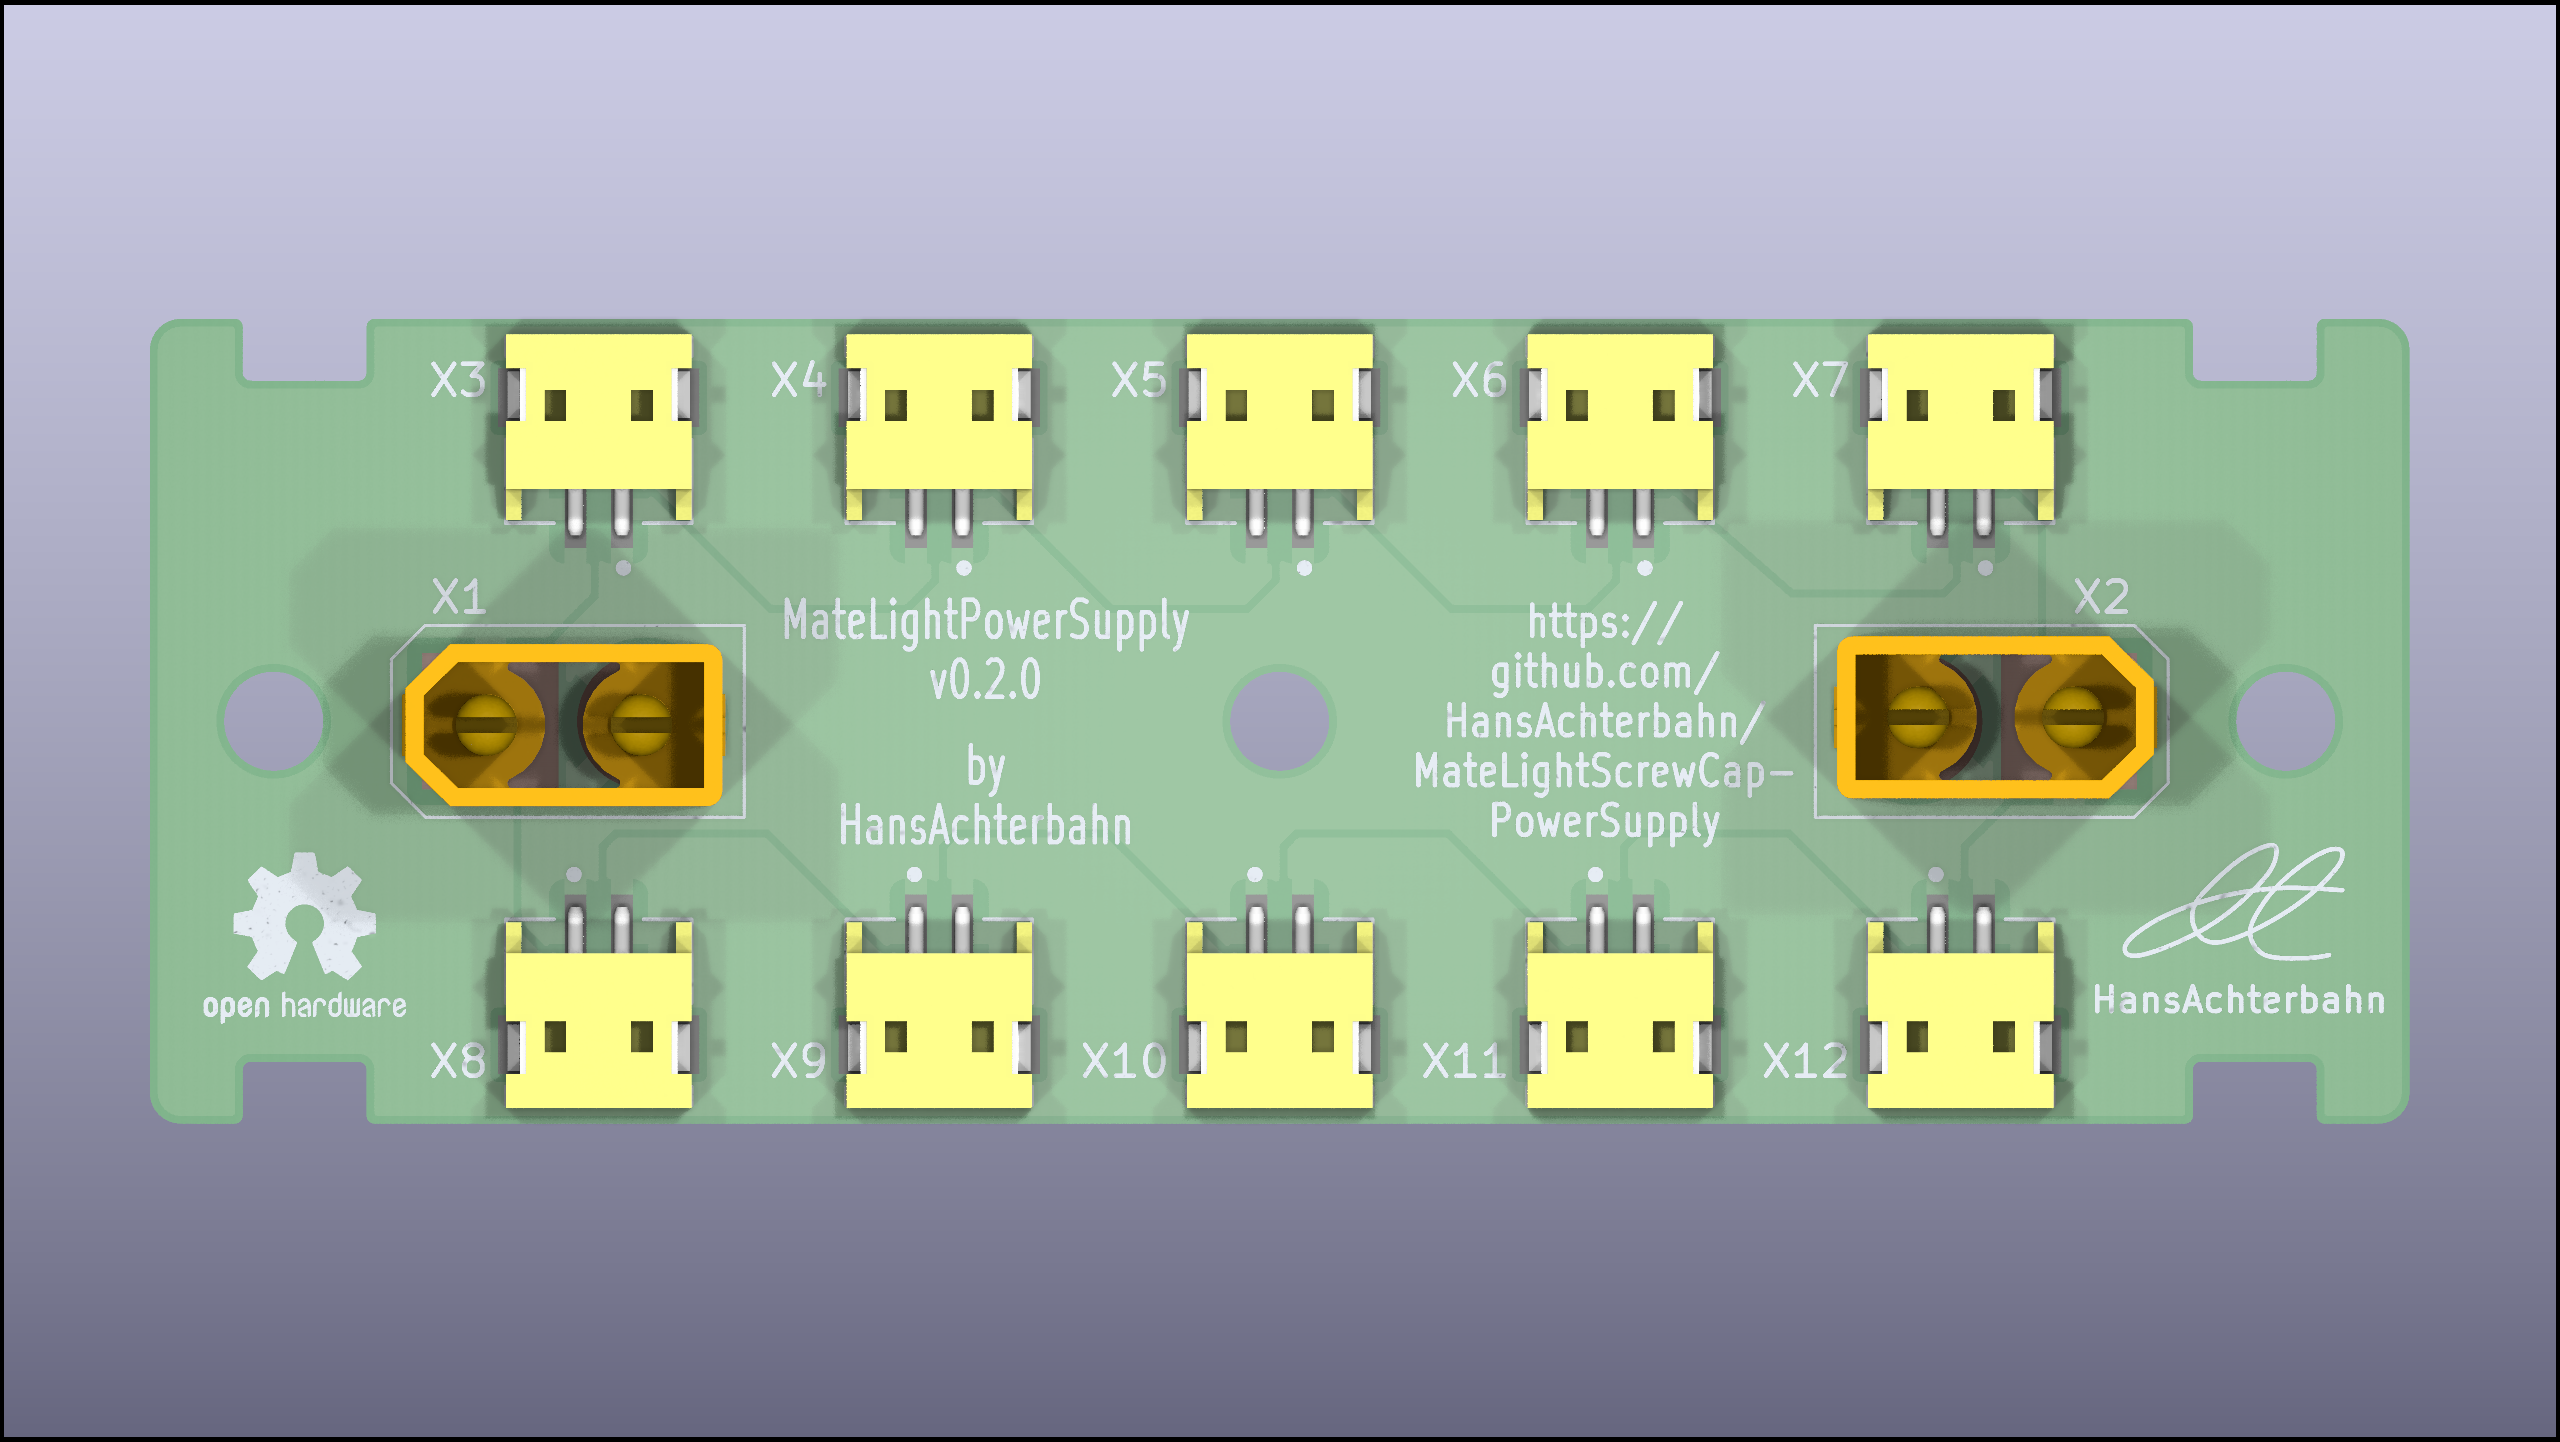 X3 X4 X5 X6 X7
X1
X2
MateLightPowerSupply
v0.2.0
by
HansAchterbahn
https://
github.com/
HansAchterbahn/
MateLightScrewCap-
PowerSupply
open hardware
HansAchterbahn
X8 X9 X10 X11 X12